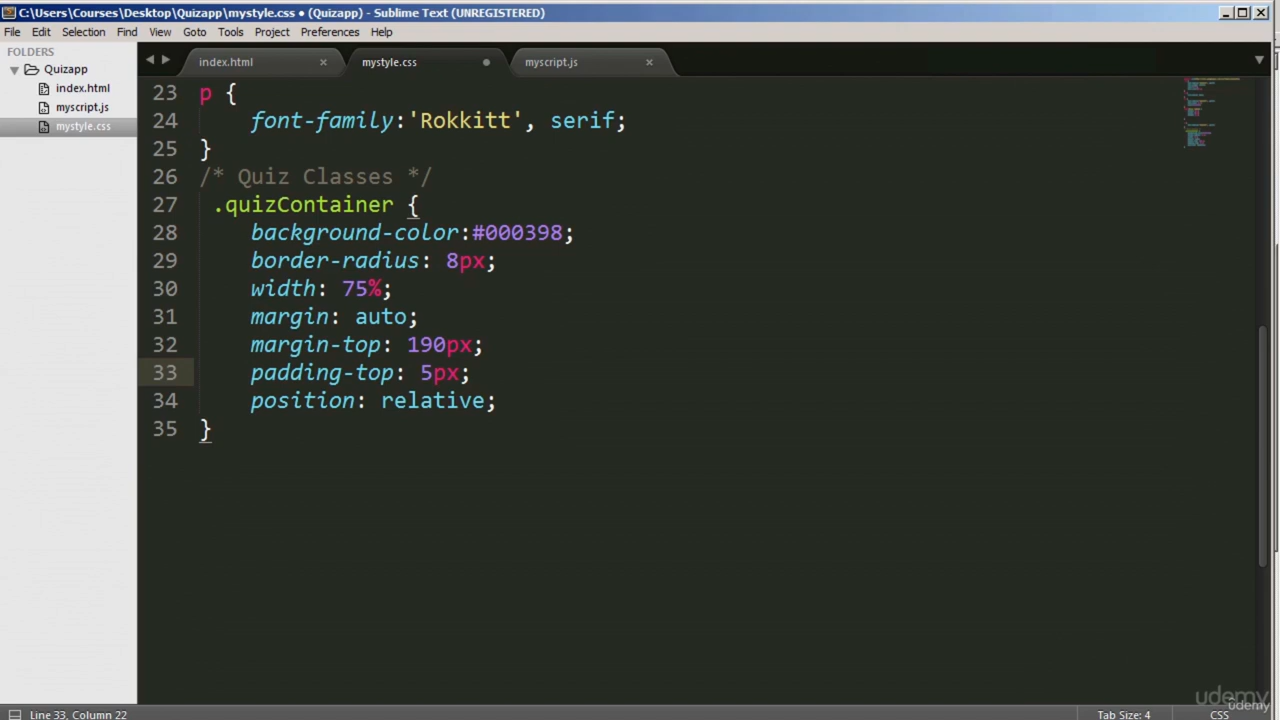 C:\Users\Courses\Desktop\Quizapp\mystyle.css • (Quizapp) - Sublime Text (UNREGISTERED)
File Edit Selection Find View Goto Tools Project Preferences Help
FOLDERS
Quizapp
index.html
myscript.js
mystyle.css
index.html × mystyle.css • myscript.js ×
23 p {
24 font-family:'Rokkitt', serif;
25 }
26 /* Quiz Classes */
27 .quizContainer {
28 background-color:#000398;
29 border-radius: 8px;
30 width: 75%;
31 margin: auto;
32 margin-top: 190px;
33 padding-top: 5px;
34 position: relative;
35 }
udemy
udemy
Line 33, Column 22 Tab Size: 4 CSS